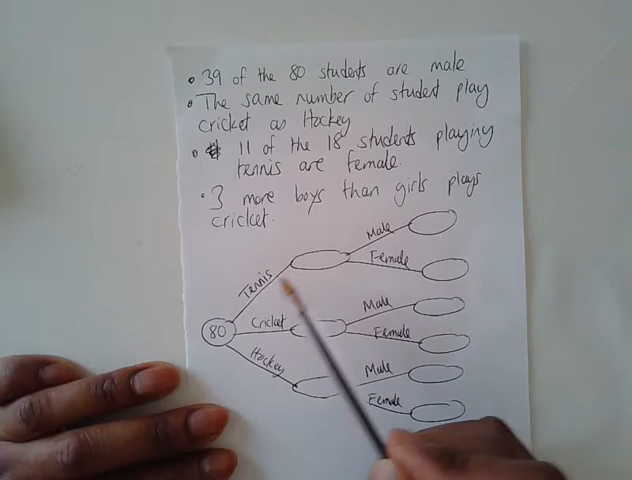 • 39 of the 80 students are male
• The same number of student play
cricket as Hockey
• 11 of the 18 students playing
tennis are female.
• 3 more boys than girls plays
cricket.
Male
Female
Tennis
Male
80
Cricket
Female
Hockey
Male
Female